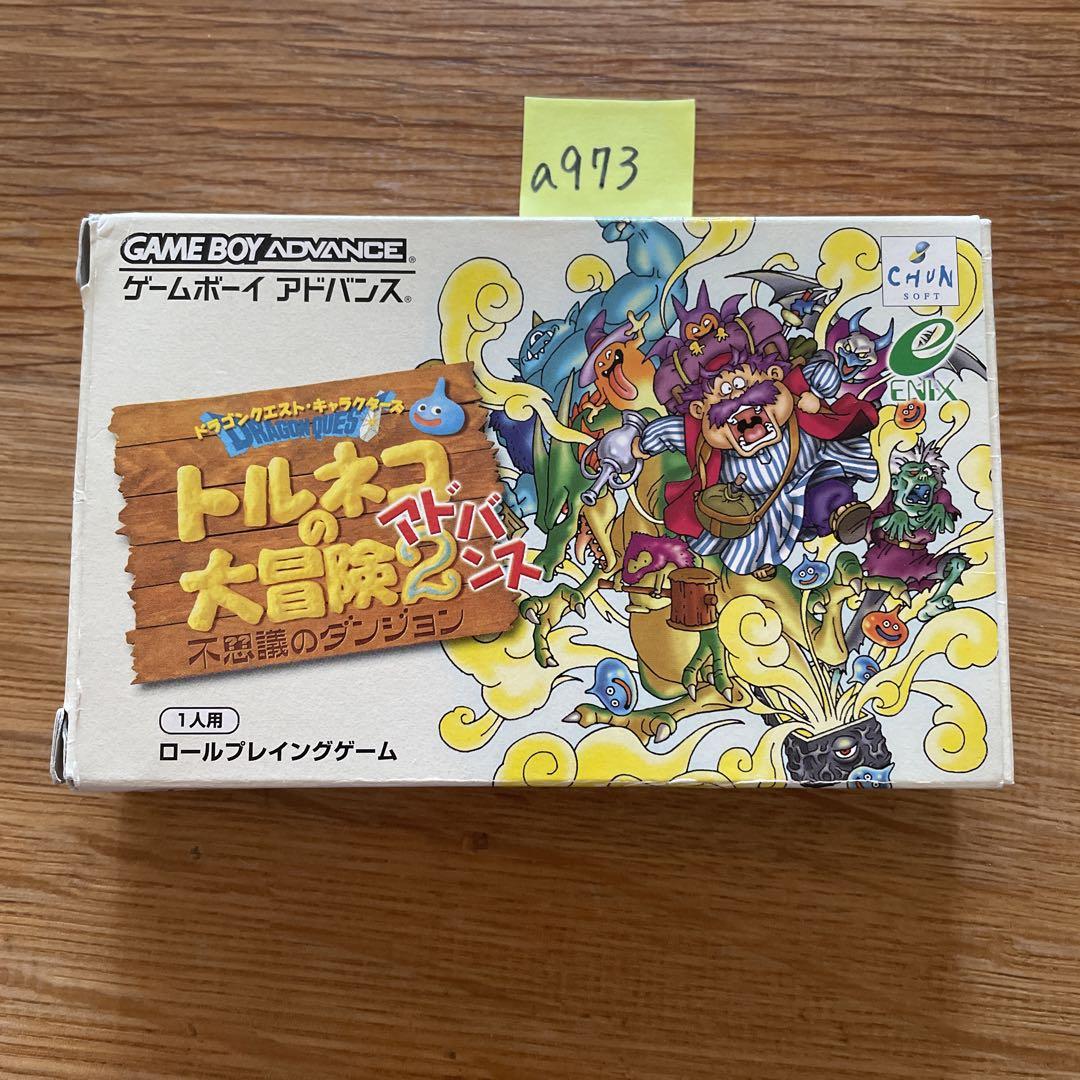 a973
GAME BOY ADVANCE®
ゲームボーイ アドバンス®
CHUN
SOFT
ENIX
ドラゴンクエスト・キャラクターズ
DRAGON QUEST
トルネコの
大冒険2
アドバンス
不思議のダンジョン
1人用
ロールプレイングゲーム